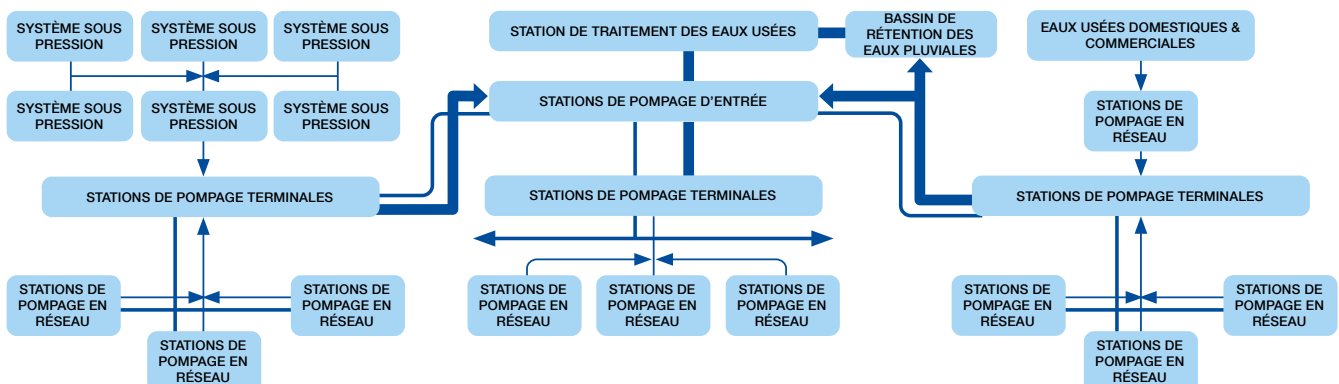 SYSTÈME SOUS
PRESSION
SYSTÈME SOUS
PRESSION
SYSTÈME SOUS
PRESSION
STATION DE TRAITEMENT DES EAUX USÉES
BASSIN DE
RÉTENTION DES
EAUX PLUVIALES
EAUX USÉES DOMESTIQUES &
COMMERCIALES
SYSTÈME SOUS
PRESSION
SYSTÈME SOUS
PRESSION
SYSTÈME SOUS
PRESSION
STATIONS DE POMPAGE D'ENTRÉE
STATIONS DE
POMPAGE EN
RÉSEAU
STATIONS DE POMPAGE TERMINALES
STATIONS DE POMPAGE TERMINALES
STATIONS DE POMPAGE TERMINALES
STATIONS DE
POMPAGE EN
RÉSEAU
STATIONS DE
POMPAGE EN
RÉSEAU
STATIONS DE
POMPAGE EN
RÉSEAU
STATIONS DE
POMPAGE EN
RÉSEAU
STATIONS DE
POMPAGE EN
RÉSEAU
STATIONS DE
POMPAGE EN
RÉSEAU
STATIONS DE
POMPAGE EN
RÉSEAU
STATIONS DE
POMPAGE EN
RÉSEAU
STATIONS DE
POMPAGE EN
RÉSEAU